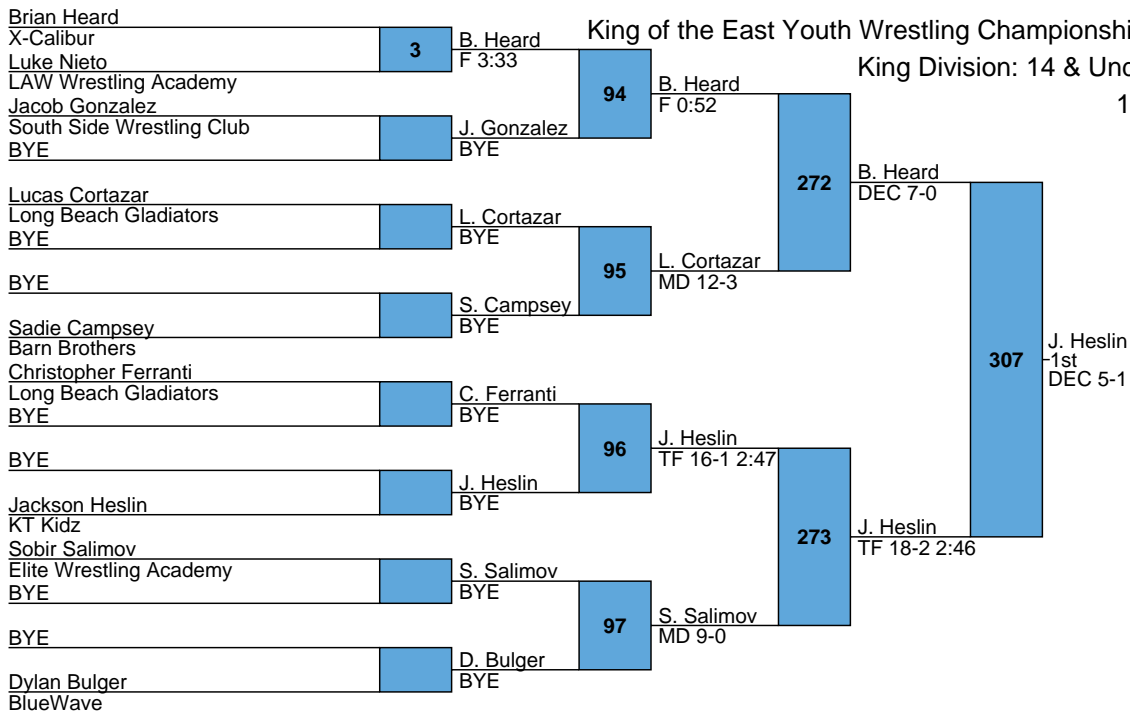 King of the East Youth Wrestling Championshi
King Division: 14 & Und
1
Brian Heard
X-Calibur
Luke Nieto
LAW Wrestling Academy
Jacob Gonzalez
South Side Wrestling Club
BYE
Lucas Cortazar
Long Beach Gladiators
BYE
BYE
Sadie Campsey
Barn Brothers
Christopher Ferranti
Long Beach Gladiators
BYE
BYE
Jackson Heslin
KT Kidz
Sobir Salimov
Elite Wrestling Academy
BYE
BYE
Dylan Bulger
BlueWave
3
B. Heard
F 3:33
J. Gonzalez
BYE
L. Cortazar
BYE
S. Campsey
BYE
C. Ferranti
BYE
J. Heslin
BYE
S. Salimov
BYE
D. Bulger
BYE
94
B. Heard
F 0:52
95
L. Cortazar
MD 12-3
96
J. Heslin
TF 16-1 2:47
97
S. Salimov
MD 9-0
272
B. Heard
DEC 7-0
273
J. Heslin
TF 18-2 2:46
307
J. Heslin
1st
DEC 5-1